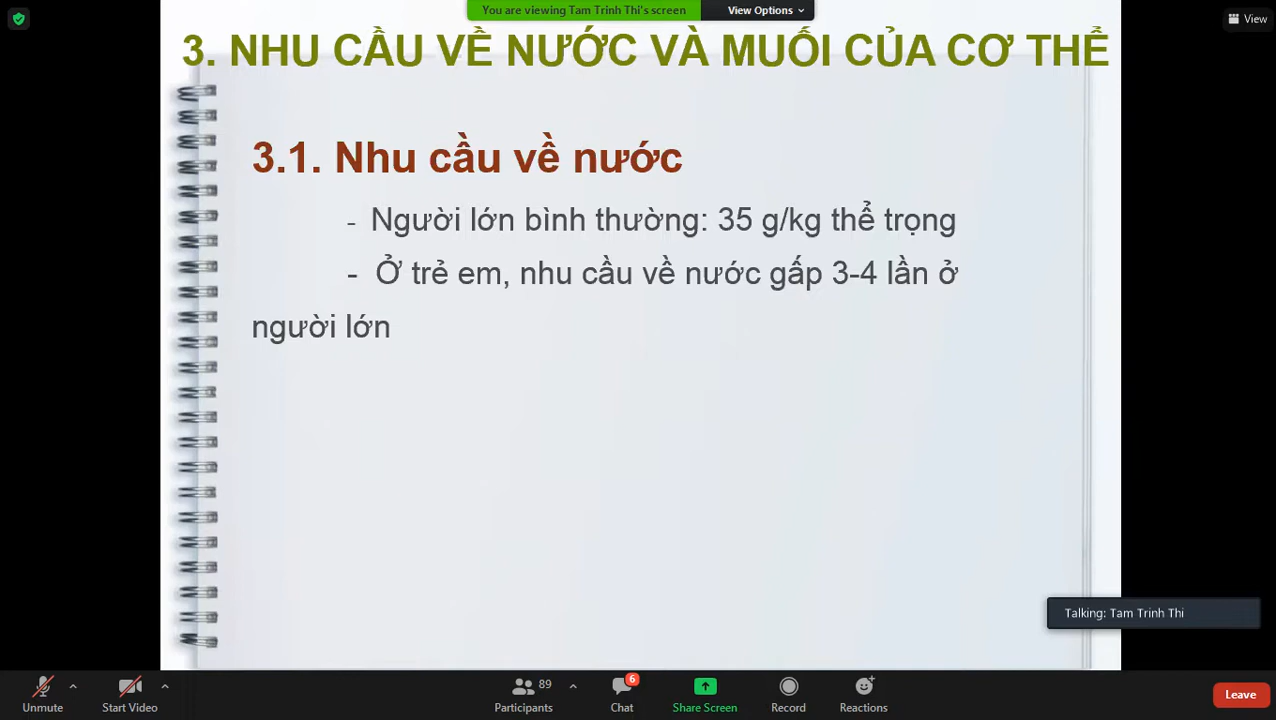 You are viewing Tam Trinh Thi's screen
View Options
View
3. NHU CẦU VỀ NƯỚC VÀ MUỐI CỦA CƠ THỂ
3.1. Nhu cầu về nước
- Người lớn bình thường: 35 g/kg thể trọng
- Ở trẻ em, nhu cầu về nước gấp 3-4 lần ở
người lớn
Talking: Tam Trinh Thi
89
6
Unmute
Start Video
Participants
Chat
Share Screen
Record
Reactions
Leave